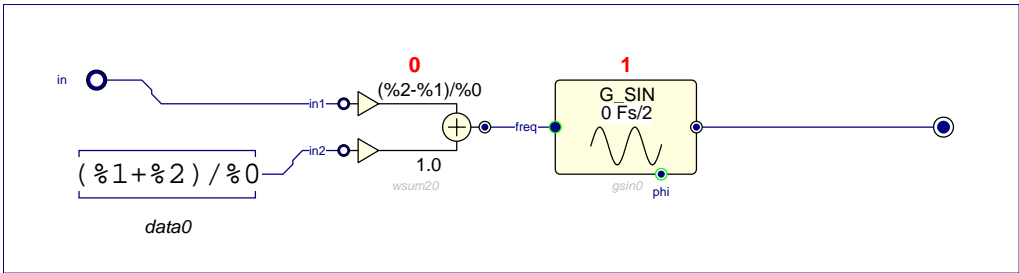 0
1
in
in1
(%2-%1)/%0
G_SIN
0 Fs/2
freq
in2
1.0
(%1+%2)/%0
wsum20
gsin0
phi
data0